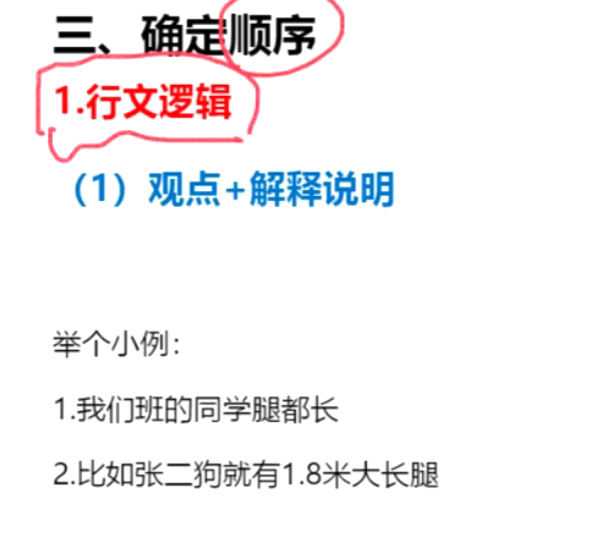 三、确定顺序
1.行文逻辑
（1）观点+解释说明
举个小例：
1.我们班的同学腿都长
2.比如张二狗就有1.8米大长腿